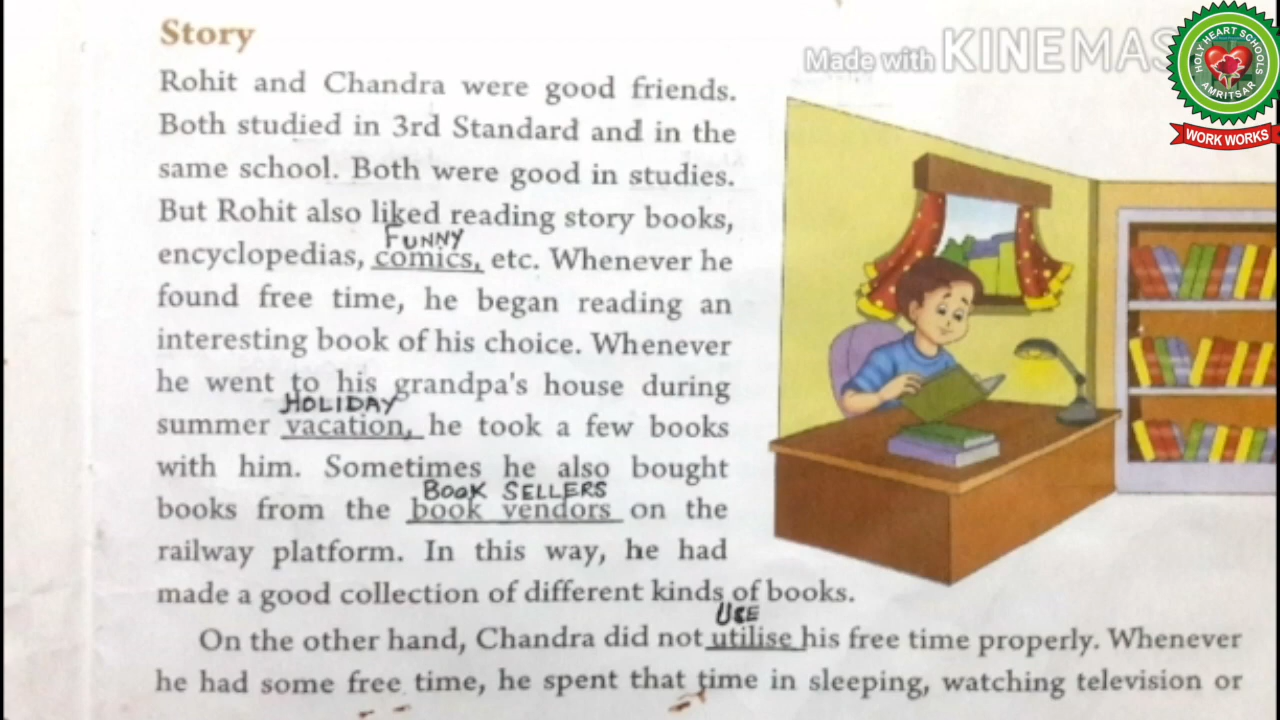 Story
Made with KINEMAS
HOLY HEART SCHOOLS
AMRITSAR
WORK WORKS
Rohit and Chandra were good friends.
Both studied in 3rd Standard and in the
same school. Both were good in studies.
But Rohit also liked reading story books,
FUNNY
encyclopedias, comics, etc. Whenever he
found free time, he began reading an
interesting book of his choice. Whenever
he went to his grandpa's house during
HOLIDAY
summer vacation, he took a few books
with him. Sometimes he also bought
BOOK SELLERS
books from the book vendors on the
railway platform. In this way, he had
made a good collection of different kinds of books.
USE
On the other hand, Chandra did not utilise his free time properly. Whenever
he had some free time, he spent that time in sleeping, watching television or